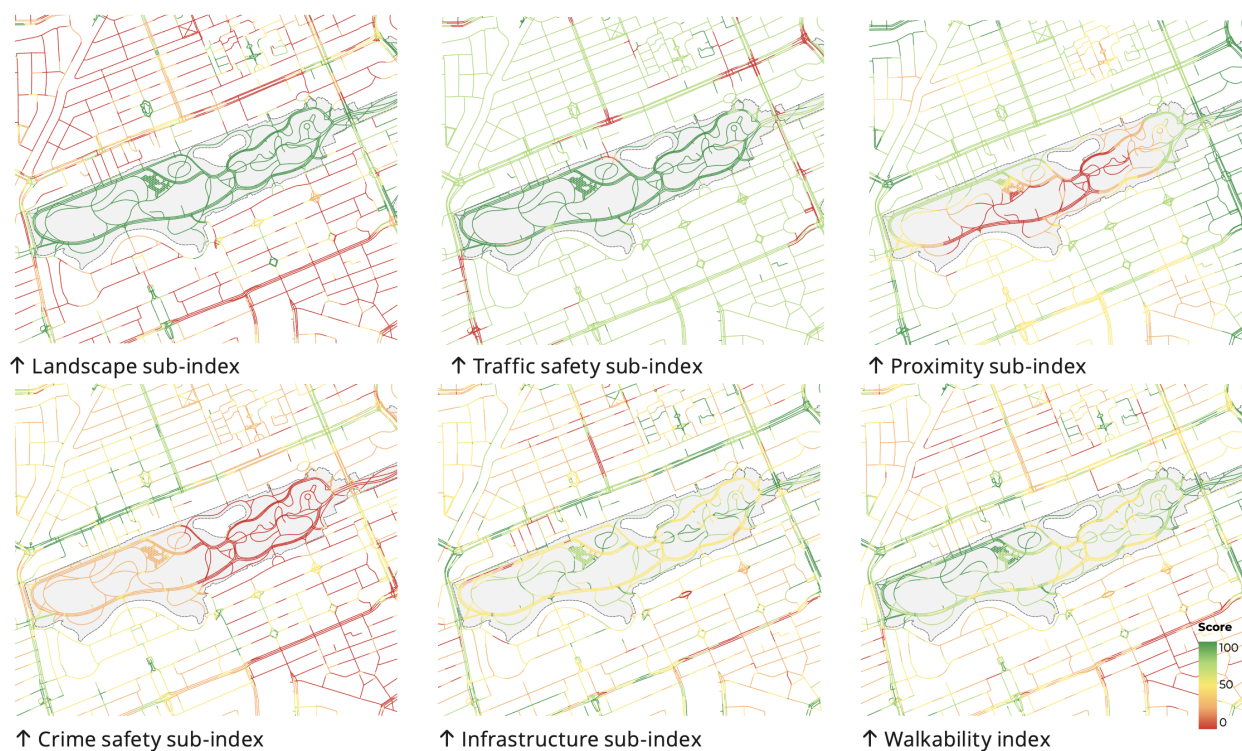 ↑ Landscape sub-index
↑ Traffic safety sub-index
↑ Proximity sub-index
↑ Crime safety sub-index
↑ Infrastructure sub-index
↑ Walkability index
Score
100
50
0